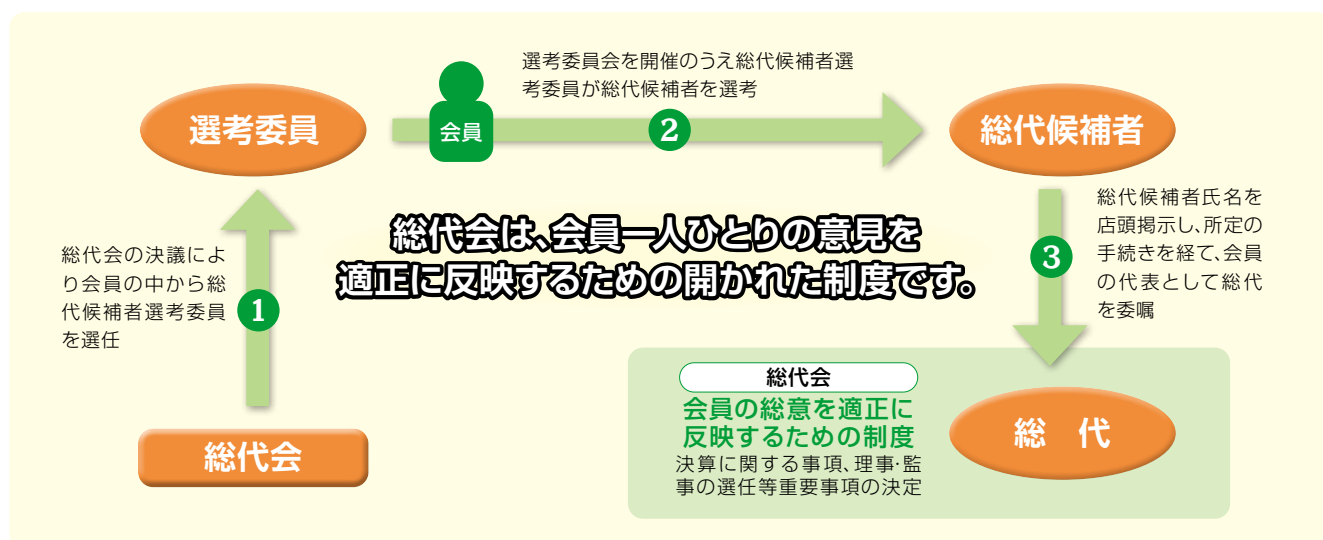 選考委員会を開催のうえ総代候補者選
考委員が総代候補者を選考
選考委員
会員
2
総代候補者
総代会の決議によ
り会員の中から総
代候補者選考委員
を選任
1
総代会は、会員一人ひとりの意見を
適正に反映するための開かれた制度です。
3
総代候補者氏名を
店頭掲示し、所定の
手続きを経て、会員
の代表として総代
を委嘱
総代会
総代会
会員の総意を適正に
反映するための制度
決算に関する事項、理事・監
事の選任等重要事項の決定
総 代